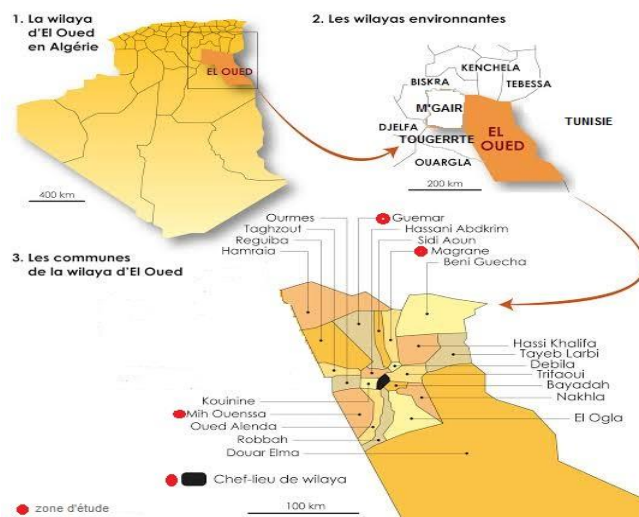 1. La wilaya
d'El Oued
en Algérie
EL OUED
400 km
2. Les wilayas environnantes
KENCHELA
BISKRA
TEBESSA
M'GAIR
DJELFA
TOUGERRTE
EL
OUED
TUNISIE
OUARGLA
200 km
3. Les communes
de la wilaya d'El Oued
Ourmes
Taghzout
Reguiba
Hamraia
Guemar
Hassani Abdkrim
Sidi Aoun
Magrane
Beni Guecha
Hassi Khalifa
Tayeb Larbi
Debila
Trifaoui
Bayadah
Nakhla
El Ogla
Kouinine
Mih Ouenssa
Oued Alenda
Robbah
Douar Elma
Chef-lieu de wilaya
zone d'étude
100 km